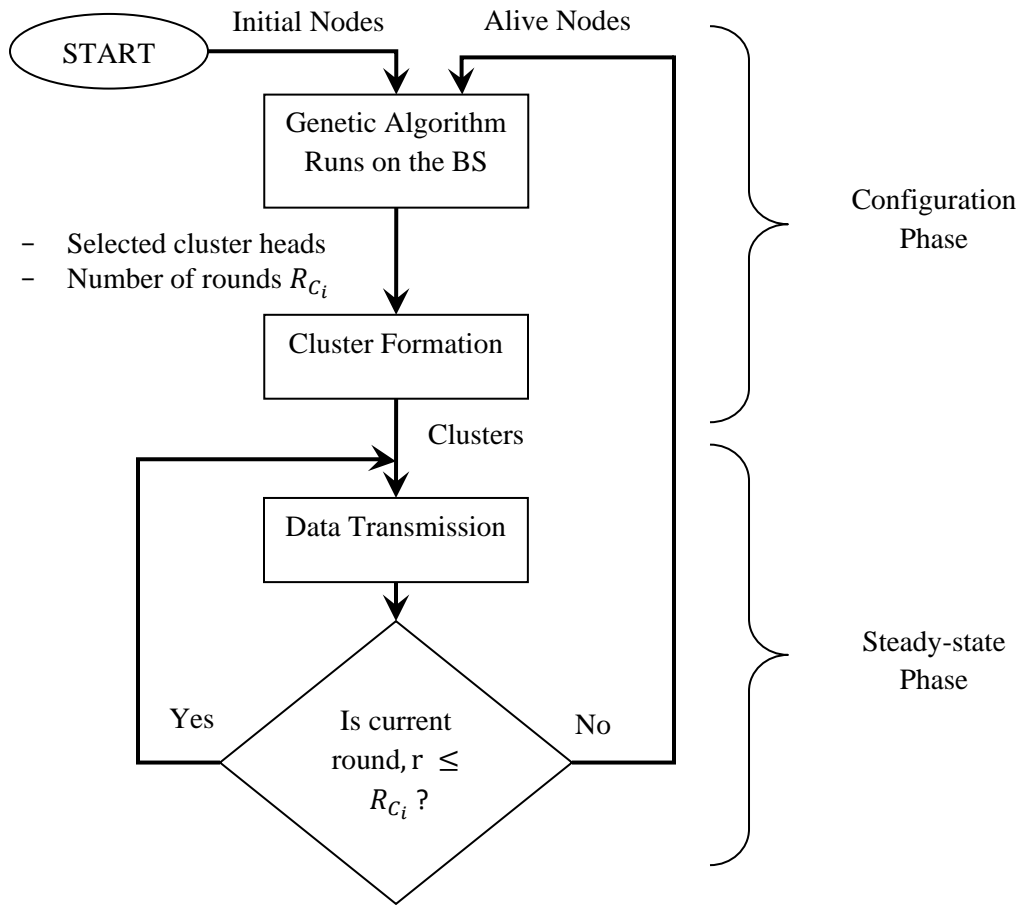 Initial Nodes
Alive Nodes
START
Genetic Algorithm
Runs on the BS
Configuration
Phase
− Selected cluster heads
− Number of rounds R_{C_i}
Cluster Formation
Clusters
Data Transmission
Steady-state
Phase
Yes
No
Is current
round, r ≤
R_{C_i} ?